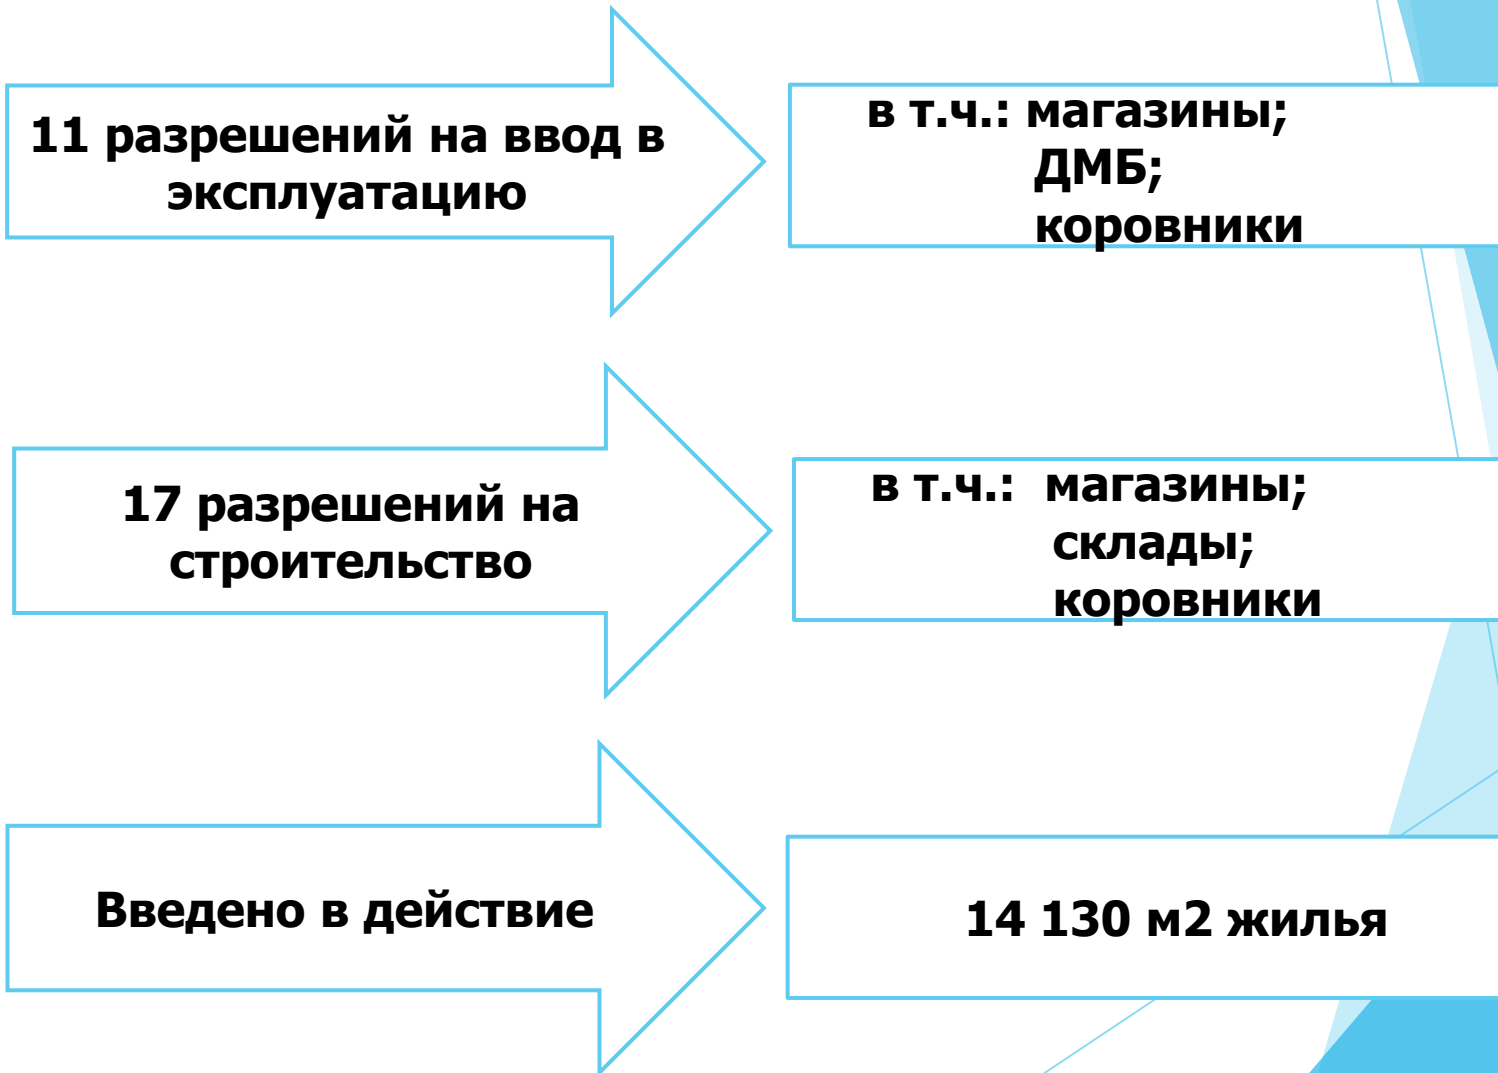 11 разрешений на ввод в
эксплуатацию
в т.ч.: магазины;
ДМБ;
коровники
17 разрешений на
строительство
в т.ч.: магазины;
склады;
коровники
Введено в действие
14 130 м2 жилья